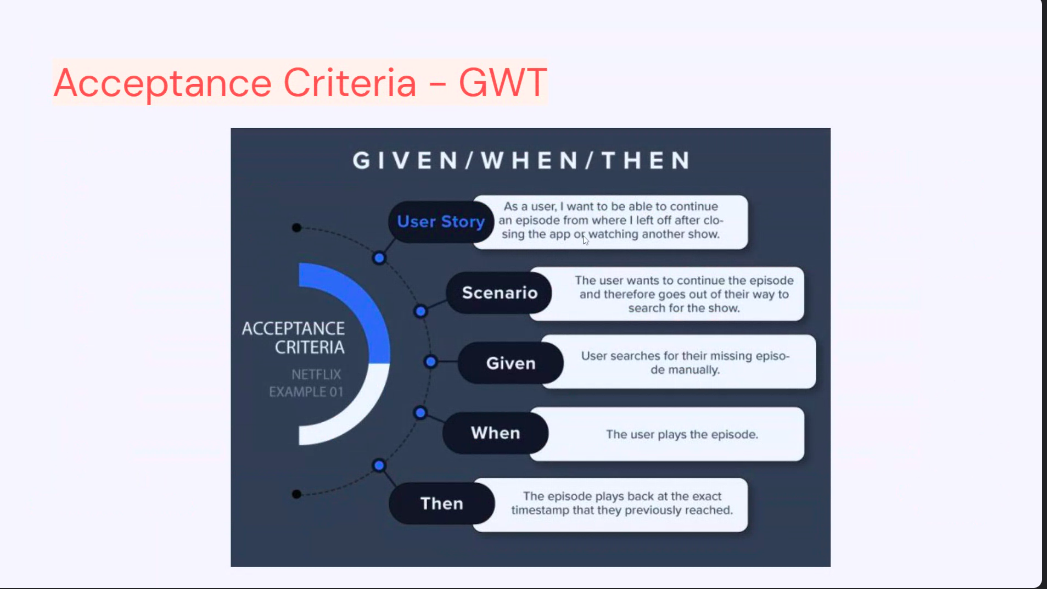 Acceptance Criteria - GWT
GIVEN/WHEN/THEN
User Story
As a user, I want to be able to continue
an episode from where I left off after clo-
sing the app or watching another show.
Scenario
The user wants to continue the episode
and therefore goes out of their way to
search for the show.
ACCEPTANCE
CRITERIA
NETFLIX
EXAMPLE 01
Given
User searches for their missing episo-
de manually.
When
The user plays the episode.
Then
The episode plays back at the exact
timestamp that they previously reached.